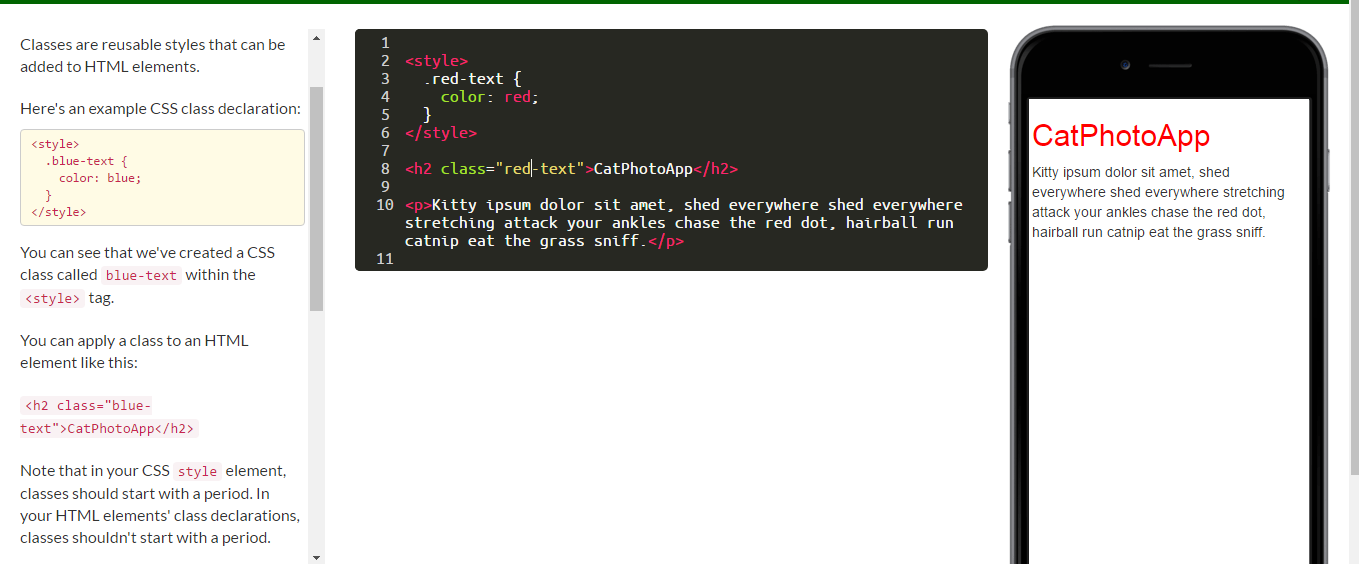 Classes are reusable styles that can be
added to HTML elements.
Here's an example CSS class declaration:
<style>
  .blue-text {
    color: blue;
  }
</style>
You can see that we've created a CSS
class called blue-text within the
<style> tag.
You can apply a class to an HTML
element like this:
<h2 class="blue-
text">CatPhotoApp</h2>
Note that in your CSS style element,
classes should start with a period. In
your HTML elements' class declarations,
classes shouldn't start with a period.
1
2 <style>
3   .red-text {
4     color: red;
5   }
6 </style>
7
8 <h2 class="red-text">CatPhotoApp</h2>
9
10 <p>Kitty ipsum dolor sit amet, shed everywhere shed everywhere
stretching attack your ankles chase the red dot, hairball run
catnip eat the grass sniff.</p>
11
CatPhotoApp
Kitty ipsum dolor sit amet, shed
everywhere shed everywhere stretching
attack your ankles chase the red dot,
hairball run catnip eat the grass sniff.